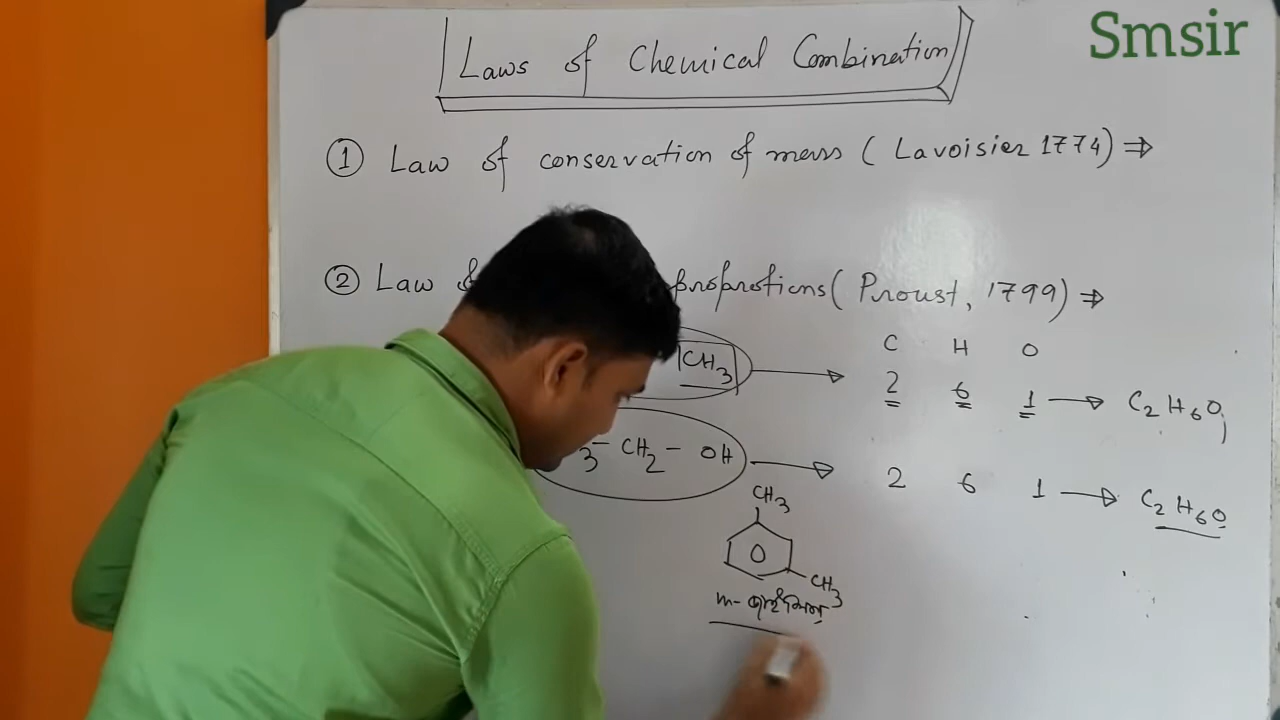 Smsir
Laws of Chemical Combination
① Law of conservation of mass ( Lavoisier 1774) ⇒
② Law proportions( Proust, 1799) ⇒
C H O
CH3 → 2 6 1 → C2H6O,
3 - CH2 - OH → 2 6 1 → C2H6O
CH3
CH3
m-